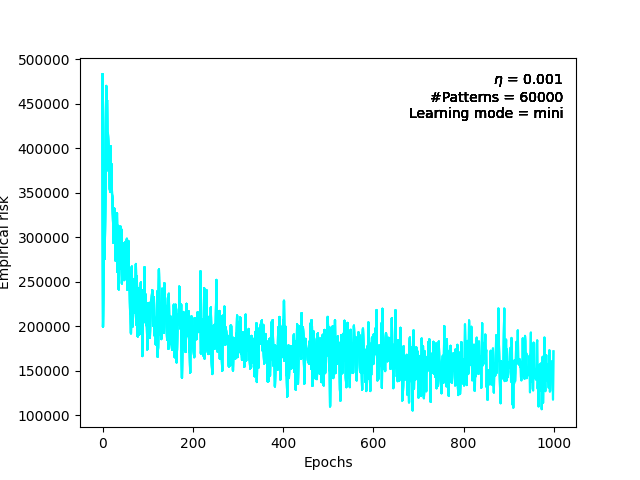 500000
450000
400000
350000
300000
250000
200000
150000
100000
Empirical risk
η = 0.001
#Patterns = 60000
Learning mode = mini
0 200 400 600 800 1000
Epochs